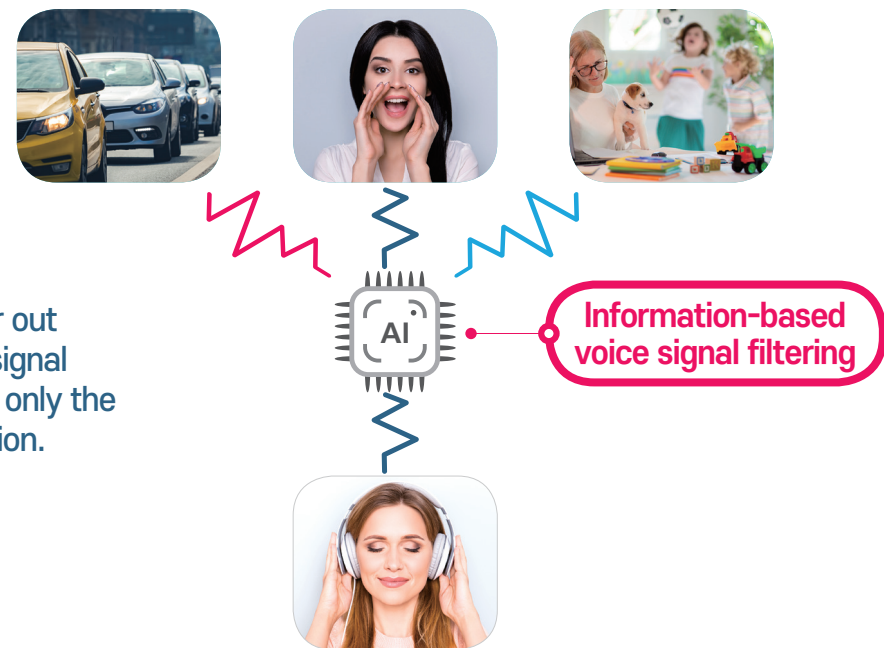 out
signal
only the
ion.
AI
Information-based
voice signal filtering